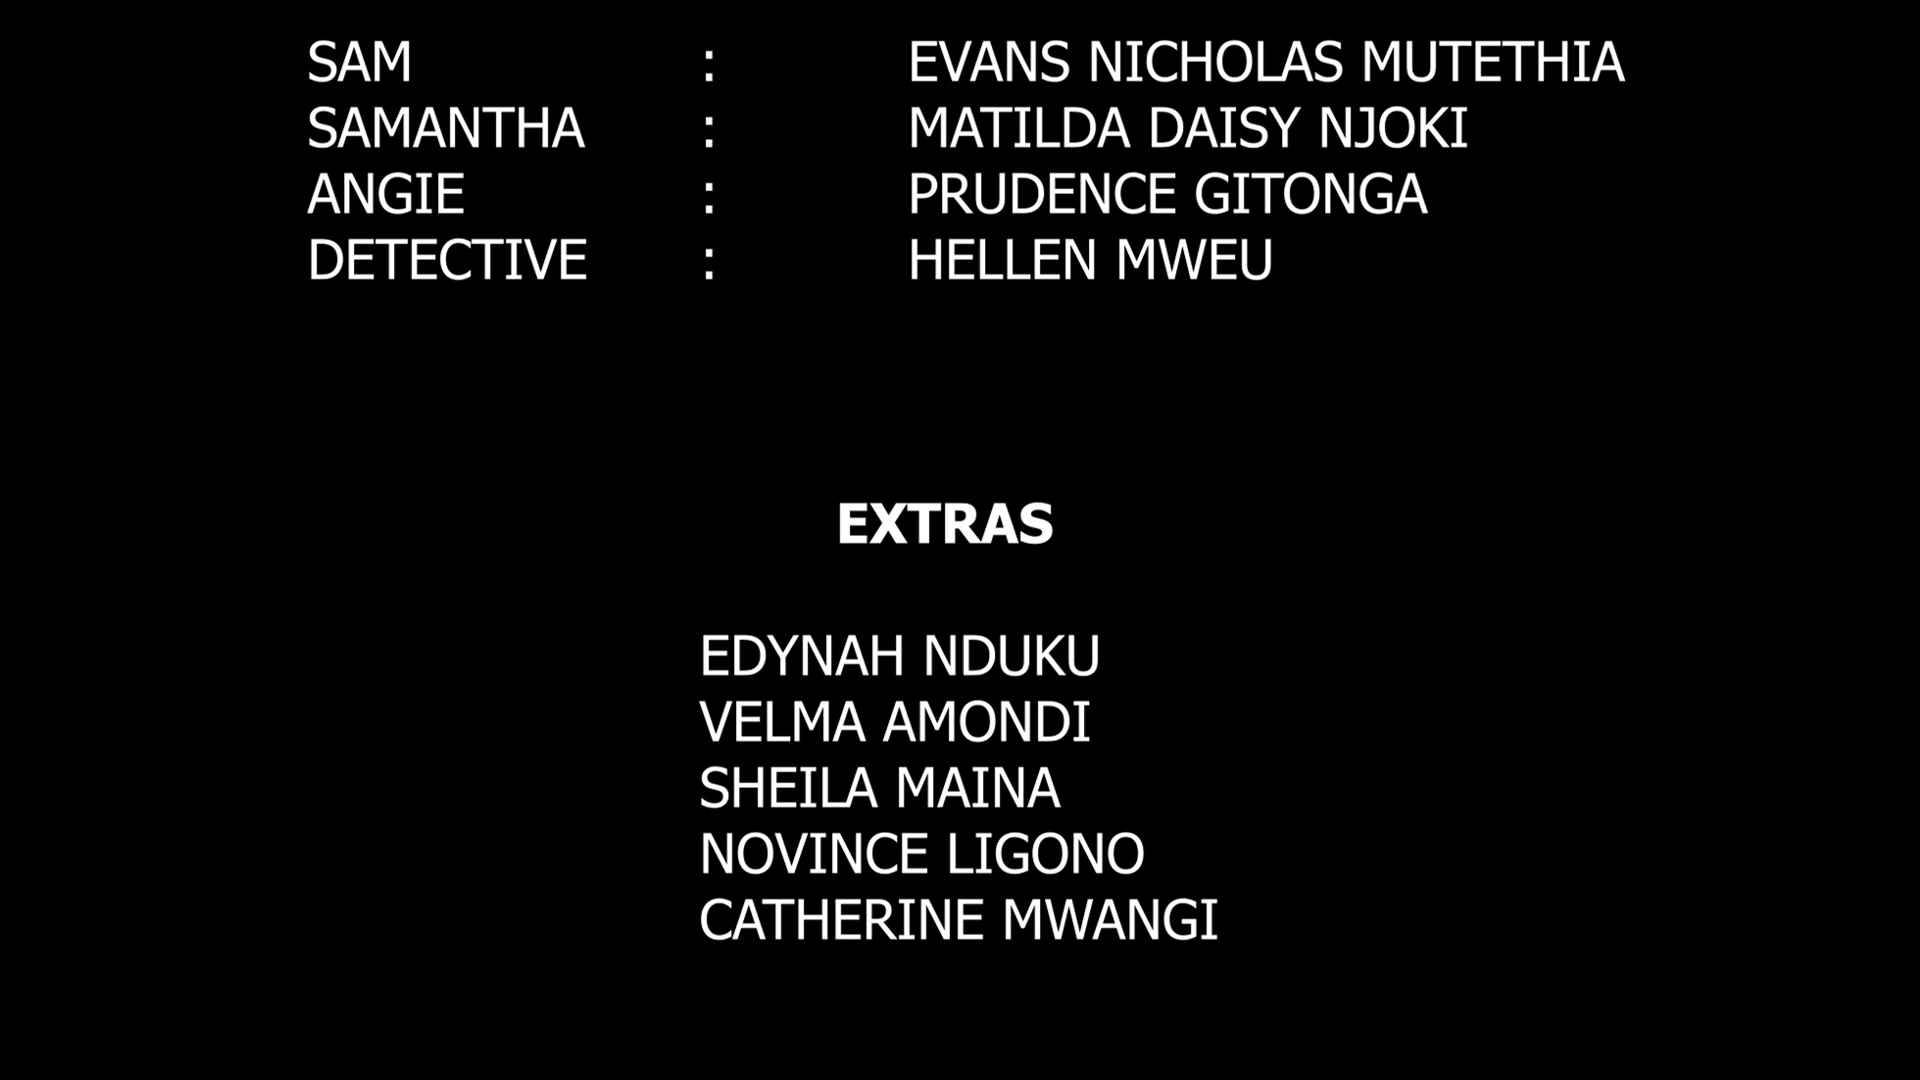 SAM : EVANS NICHOLAS MUTETHIA
SAMANTHA : MATILDA DAISY NJOKI
ANGIE : PRUDENCE GITONGA
DETECTIVE : HELLEN MWEU
EXTRAS
EDYNAH NDUKU
VELMA AMONDI
SHEILA MAINA
NOVINCE LIGONO
CATHERINE MWANGI